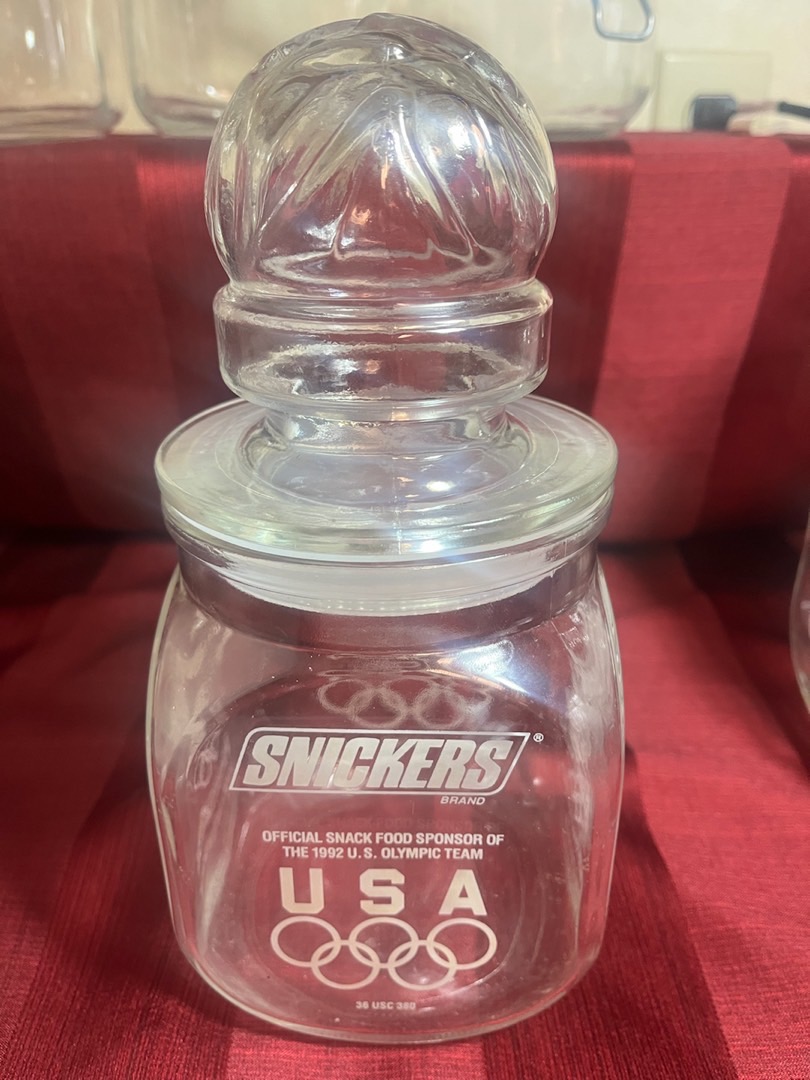 SNICKERS®
BRAND
OFFICIAL SNACK FOOD SPONSOR OF
THE 1992 U.S. OLYMPIC TEAM
USA
36 USC 380